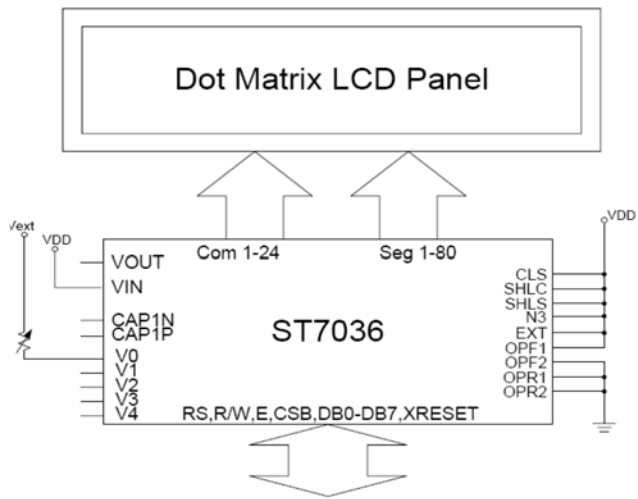 Dot Matrix LCD Panel
Vext
VDD
VDD
Com 1-24
Seg 1-80
VOUT
VIN
CAP1N
CAP1P
V0
V1
V2
V3
V4
ST7036
CLS
SHLC
SHLS
N3
EXT
OPF1
OPF2
OPR1
OPR2
RS,R/W,E,CSB,DB0-DB7,XRESET